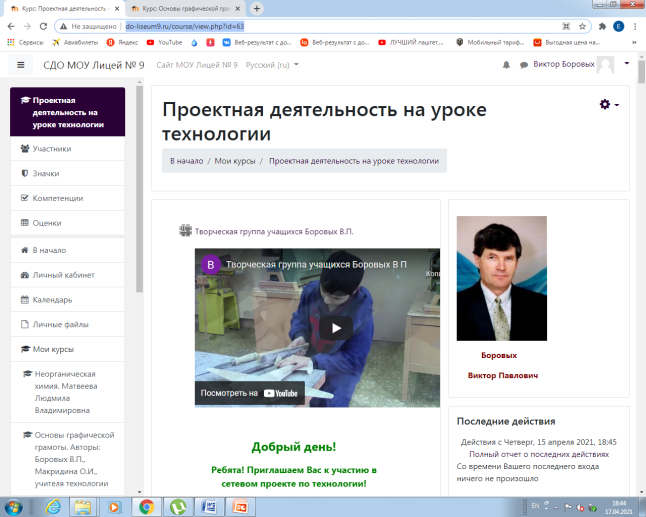 Курс: Проектная деятельность н
Курс: Основы графической гра
Не защищено
do-liseum9.ru/course/view.php?id=63
Сервисы
Авиабилеты
Яндекс
YouTube
Веб-результат с до...
Веб-результат с до...
ЛУЧШИЙ паштет,...
Мобильный тариф...
Выгодная цена на...
СДО МОУ Лицей № 9
Сайт МОУ Лицей № 9
Русский (ru)
Виктор Боровых
Проектная деятельность на уроке технологии
Участники
Значки
Компетенции
Оценки
В начало
Личный кабинет
Календарь
Личные файлы
Мои курсы
Неорганическая
химия. Матвеева
Людмила
Владимировна
Основы графической
грамоты. Авторы:
Боровых В.П.,
Макридина О.И.,
учителя технологии
Проектная деятельность на уроке
технологии
В начало / Мои курсы / Проектная деятельность на уроке технологии
Творческая группа учащихся Боровых В.П.
В
Творческая группа учащихся Боровых В П
Копи
Посмотреть на YouTube
Добрый день!
Ребята! Приглашаем Вас к участию в
сетевом проекте по технологии!
Боровых
Виктор Павлович
Последние действия
Действия с Четверг, 15 апреля 2021, 18:45
Полный отчет о последних действиях
Со времени Вашего последнего входа
ничего не произошло
EN
18:44
17.04.2021